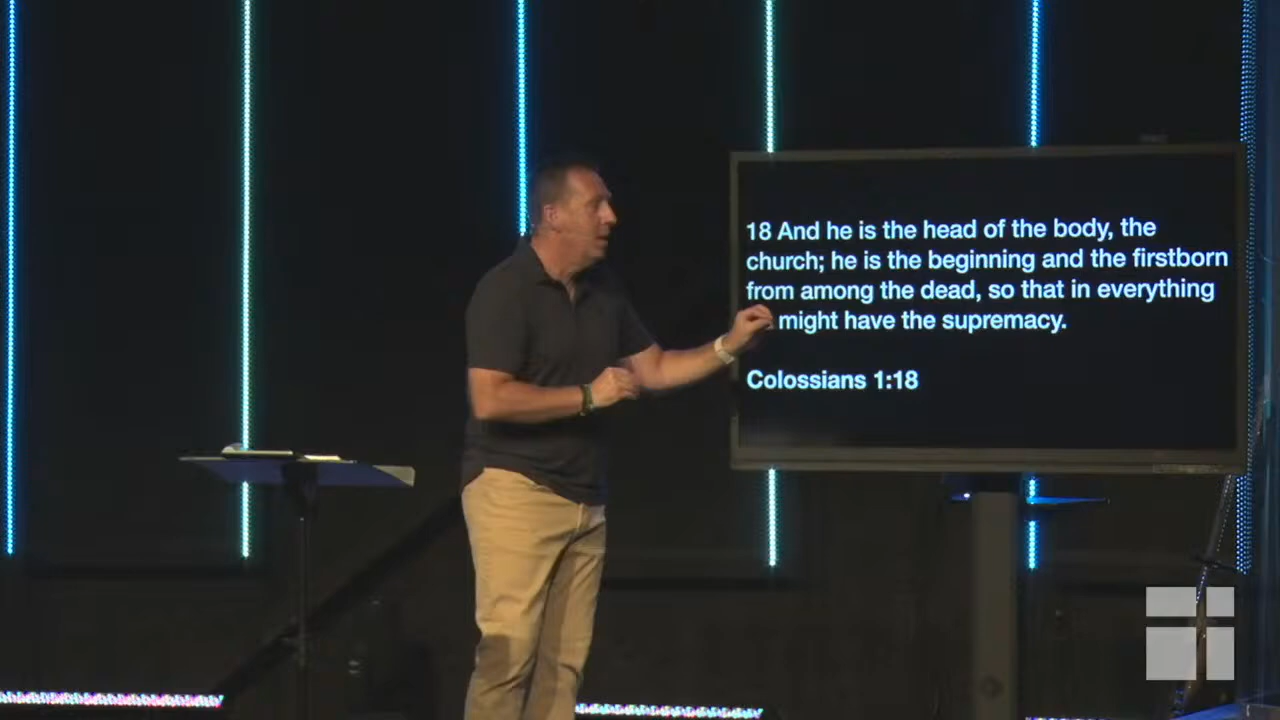 18 And he is the head of the body, the
church; he is the beginning and the firstborn
from among the dead, so that in everything
might have the supremacy.
Colossians 1:18